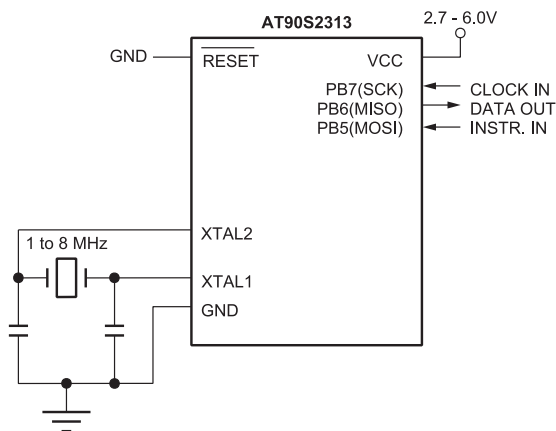 AT90S2313
2.7 - 6.0V
GND
RESET
VCC
PB7(SCK)
CLOCK IN
PB6(MISO)
DATA OUT
PB5(MOSI)
INSTR. IN
XTAL2
1 to 8 MHz
XTAL1
GND